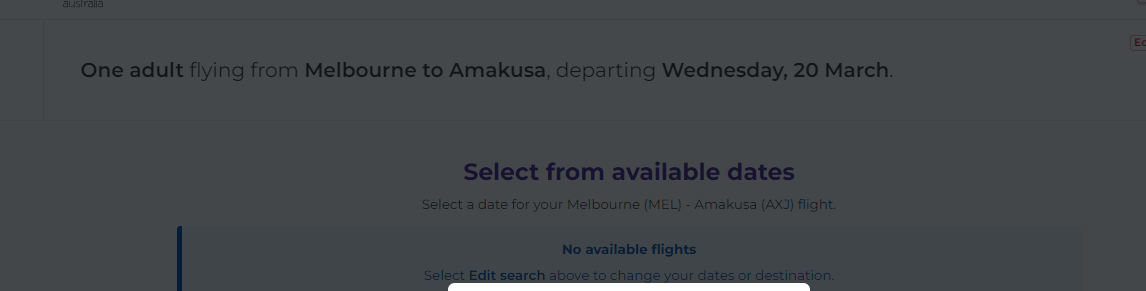 australia
Ed
One adult flying from Melbourne to Amakusa, departing Wednesday, 20 March.
Select from available dates
Select a date for your Melbourne (MEL) - Amakusa (AXJ) flight.
No available flights
Select Edit search above to change your dates or destination.